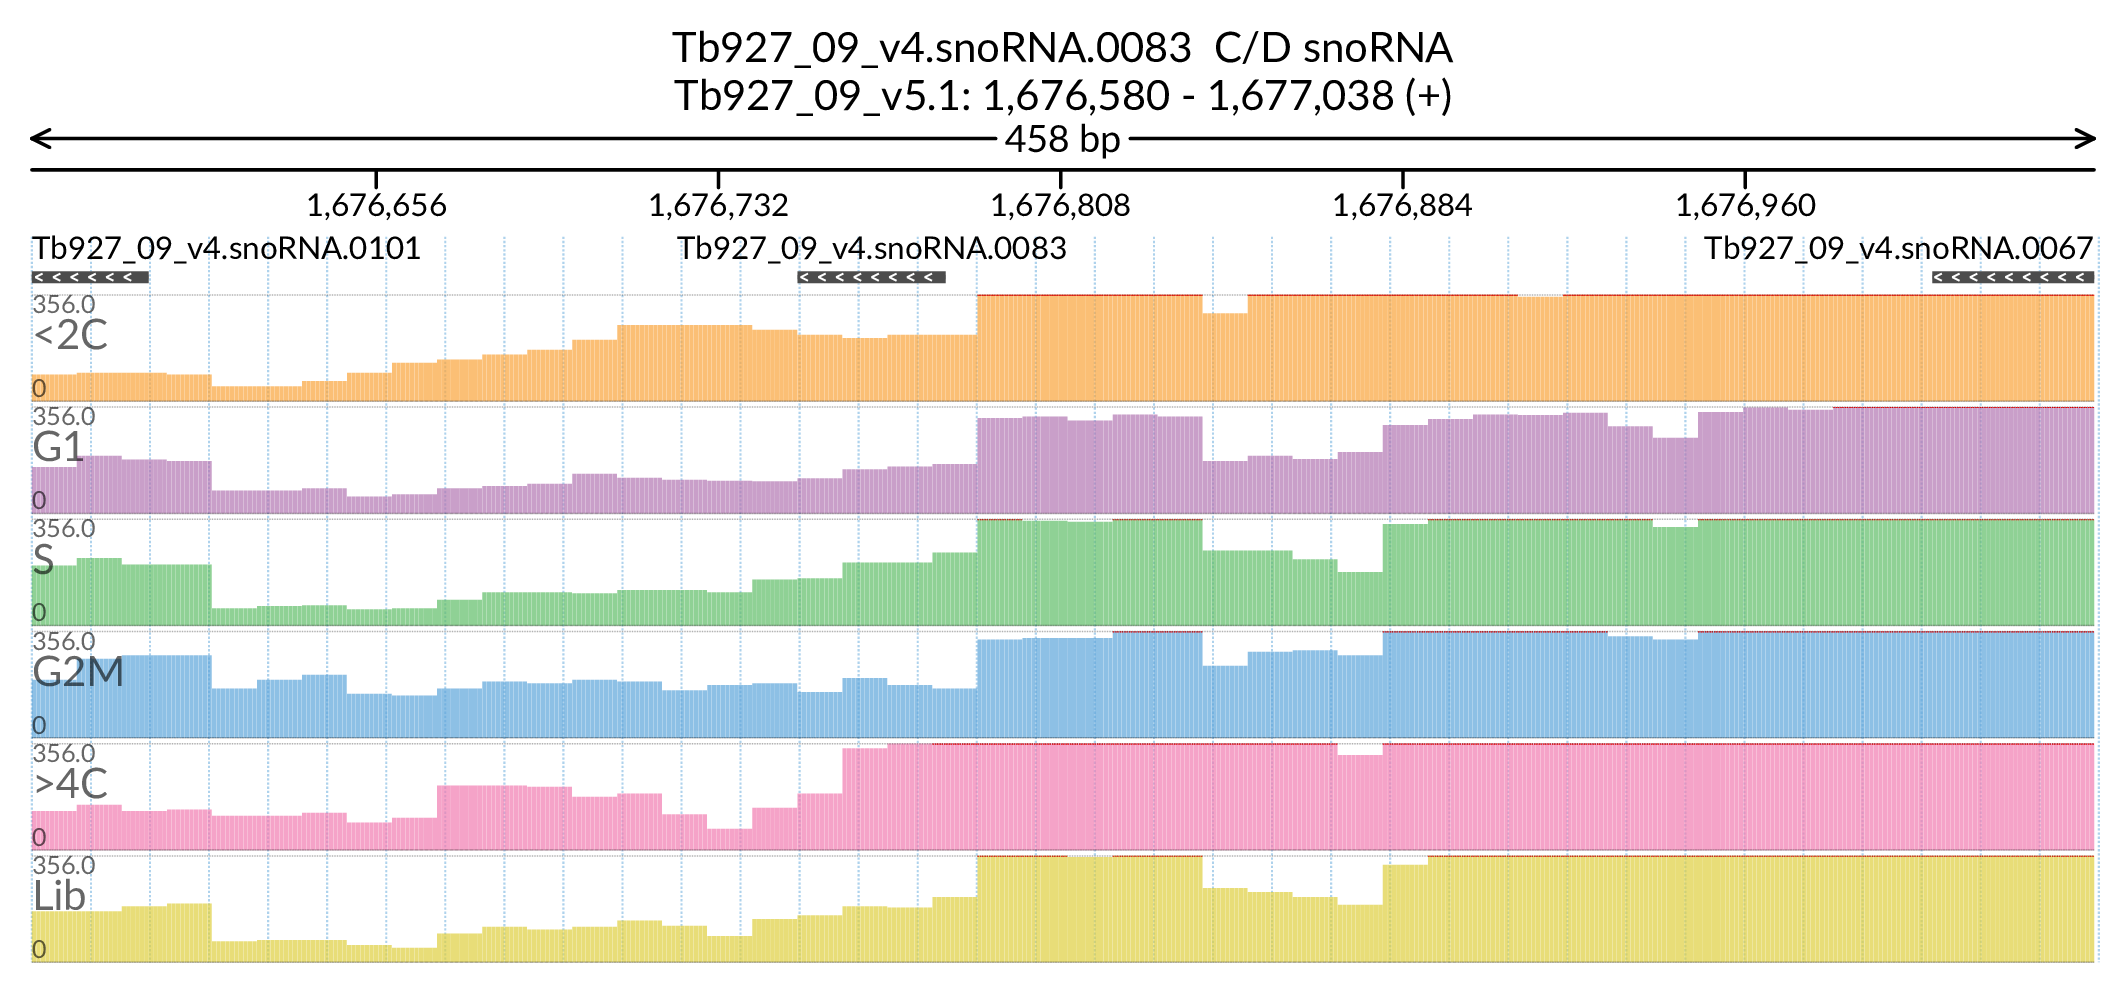 Tb927_09_v4.snoRNA.0083  C/D snoRNA
Tb927_09_v5.1: 1,676,580 - 1,677,038 (+)
458 bp
1,676,656 1,676,732 1,676,808 1,676,884 1,676,960
Tb927_09_v4.snoRNA.0101 Tb927_09_v4.snoRNA.0083 Tb927_09_v4.snoRNA.0067
356.0
<2C
0
356.0
G1
0
356.0
S
0
356.0
G2M
0
356.0
>4C
0
356.0
Lib
0